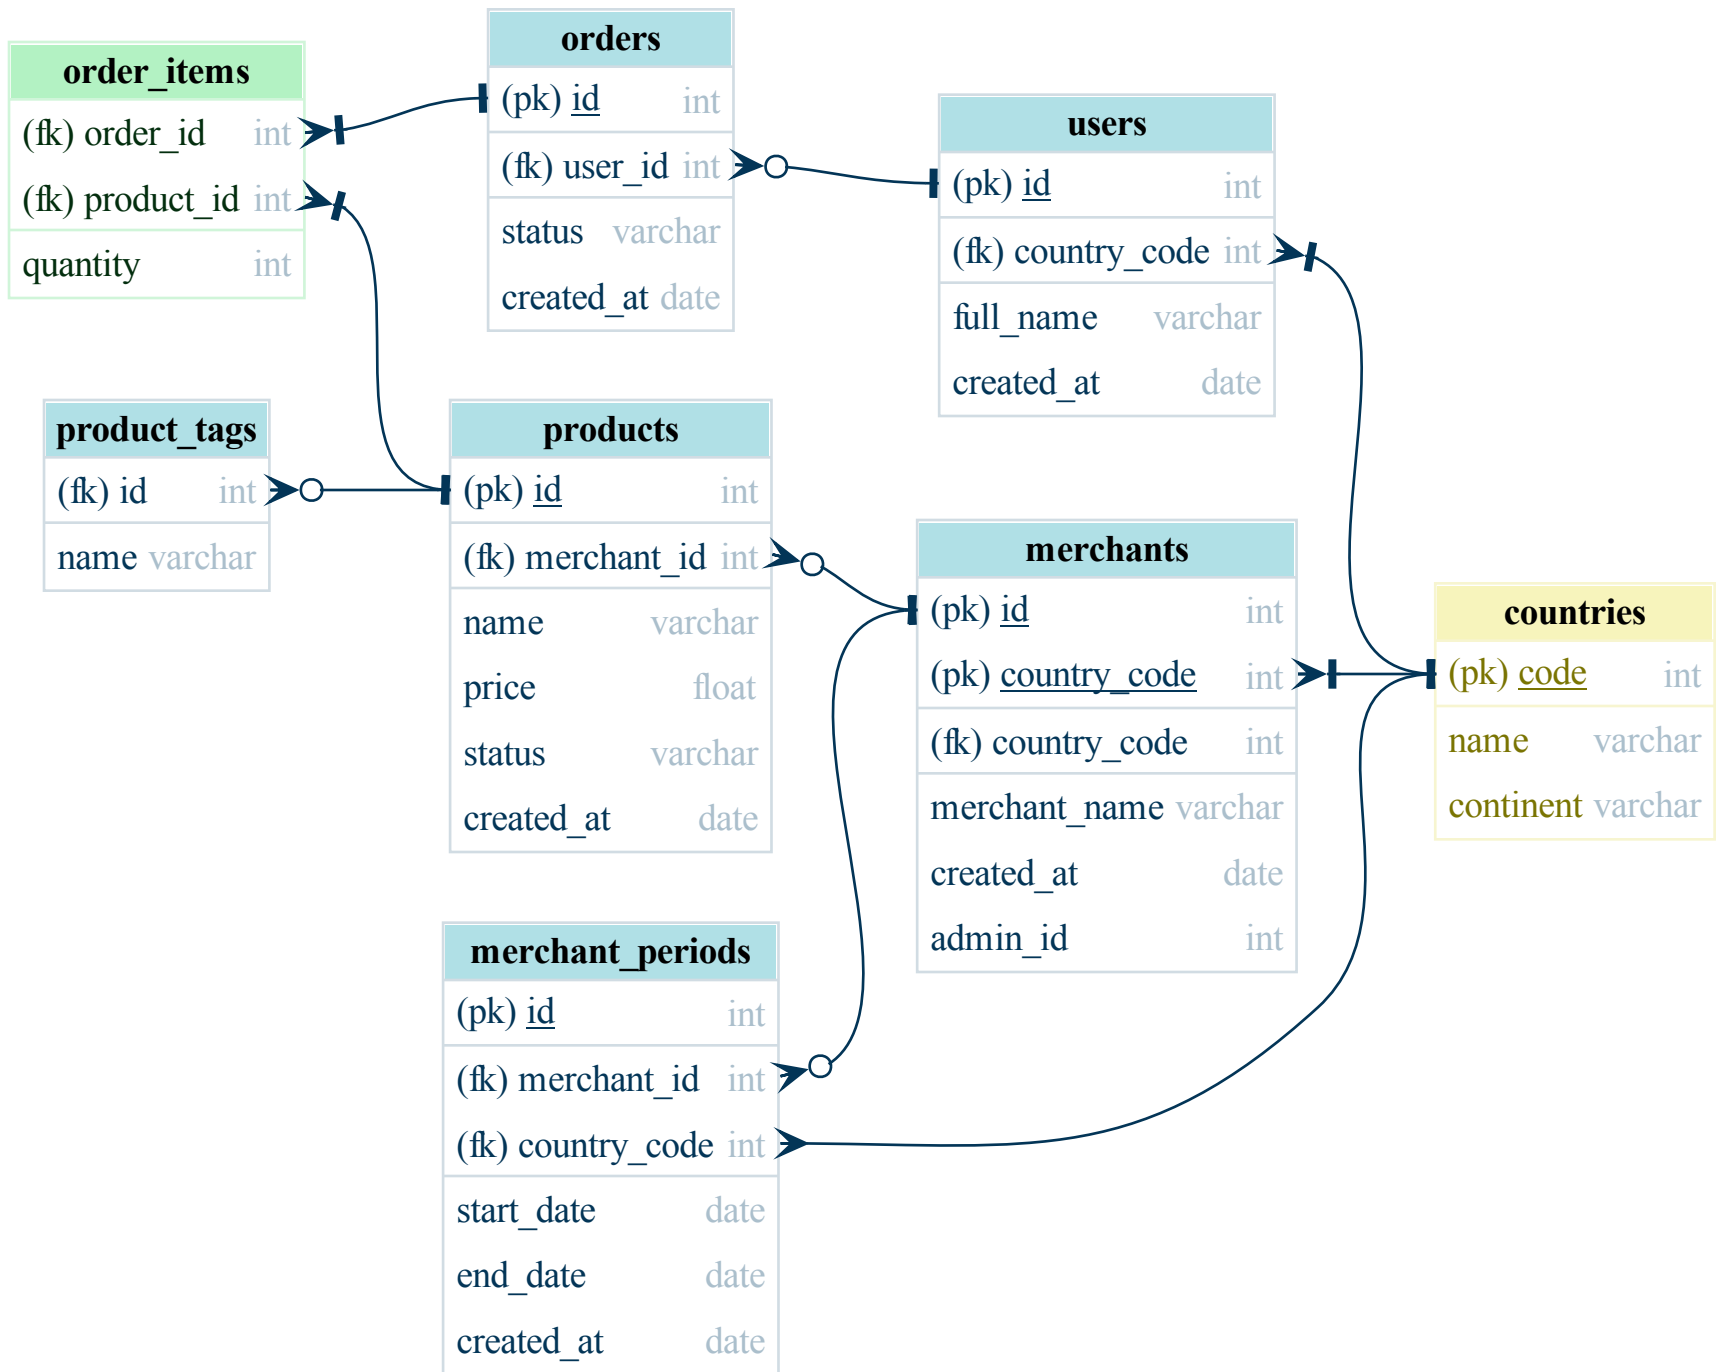 order_items
(fk) order_id int
(fk) product_id int
quantity int
orders
(pk) id int
(fk) user_id int
status varchar
created_at date
users
(pk) id int
(fk) country_code int
full_name varchar
created_at date
product_tags
(fk) id int
name varchar
products
(pk) id int
(fk) merchant_id int
name varchar
price float
status varchar
created_at date
merchants
(pk) id int
(pk) country_code int
(fk) country_code int
merchant_name varchar
created_at date
admin_id int
countries
(pk) code int
name varchar
continent varchar
merchant_periods
(pk) id int
(fk) merchant_id int
(fk) country_code int
start_date date
end_date date
created_at date